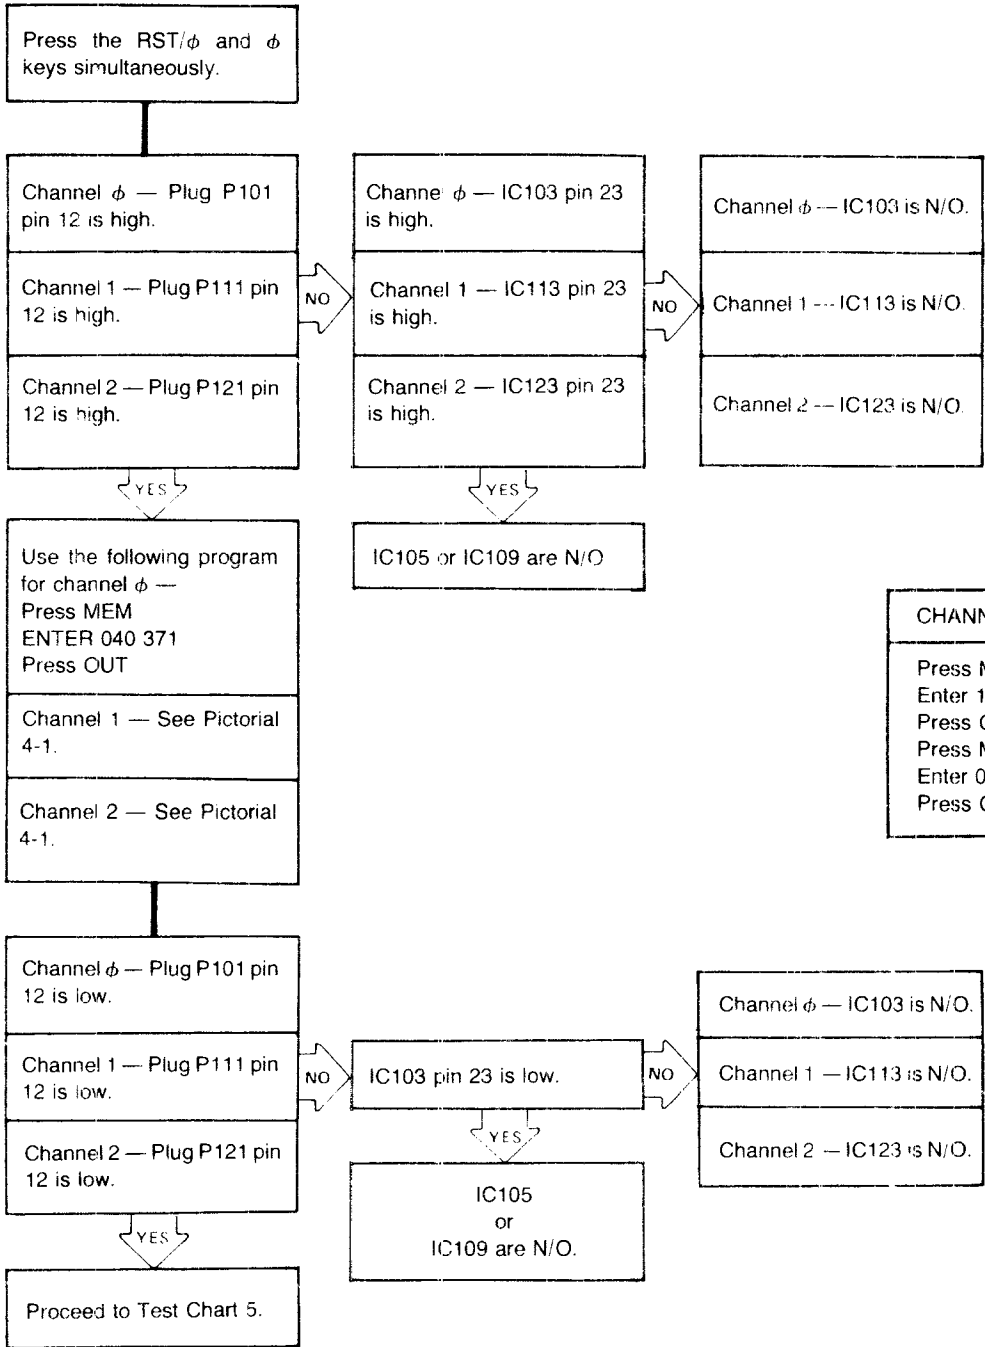 Press the RST/ϕ and ϕ
keys simultaneously.
Channel ϕ — Plug P101
pin 12 is high.
Channel 1 — Plug P111 pin
12 is high.
Channel 2 — Plug P121 pin
12 is high.
NO
Channel ϕ — IC103 pin 23
is high.
Channel 1 — IC113 pin 23
is high.
Channel 2 — IC123 pin 23
is high.
NO
Channel ϕ — IC103 is N/O.
Channel 1 — IC113 is N/O.
Channel 2 — IC123 is N/O.
YES
YES
IC105 or IC109 are N/O
Use the following program
for channel ϕ —
Press MEM
ENTER 040 371
Press OUT
Channel 1 — See Pictorial
4-1.
Channel 2 — See Pictorial
4-1.
CHANN
Press
Enter 1
Press
Press
Enter 0
Press
Channel ϕ — Plug P101 pin
12 is low.
Channel 1 — Plug P111 pin
12 is low.
Channel 2 — Plug P121 pin
12 is low.
NO
IC103 pin 23 is low.
NO
Channel ϕ — IC103 is N/O.
Channel 1 — IC113 is N/O.
Channel 2 — IC123 is N/O.
YES
IC105
or
IC109 are N/O.
YES
Proceed to Test Chart 5.